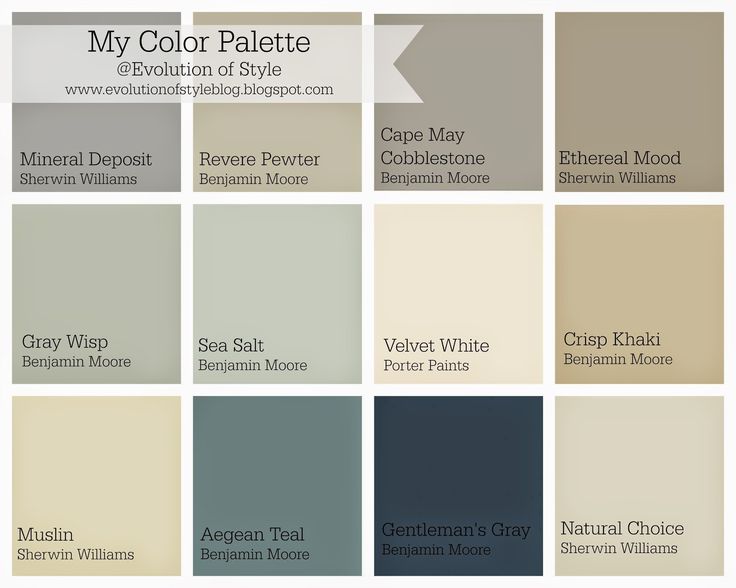 My Color Palette
@Evolution of Style
www.evolutionofstyleblog.blogspot.com
Mineral Deposit
Sherwin Williams
Revere Pewter
Benjamin Moore
Cape May
Cobblestone
Benjamin Moore
Ethereal Mood
Sherwin Williams
Gray Wisp
Benjamin Moore
Sea Salt
Benjamin Moore
Velvet White
Porter Paints
Crisp Khaki
Benjamin Moore
Muslin
Sherwin Williams
Aegean Teal
Benjamin Moore
Gentleman's Gray
Benjamin Moore
Natural Choice
Sherwin Williams